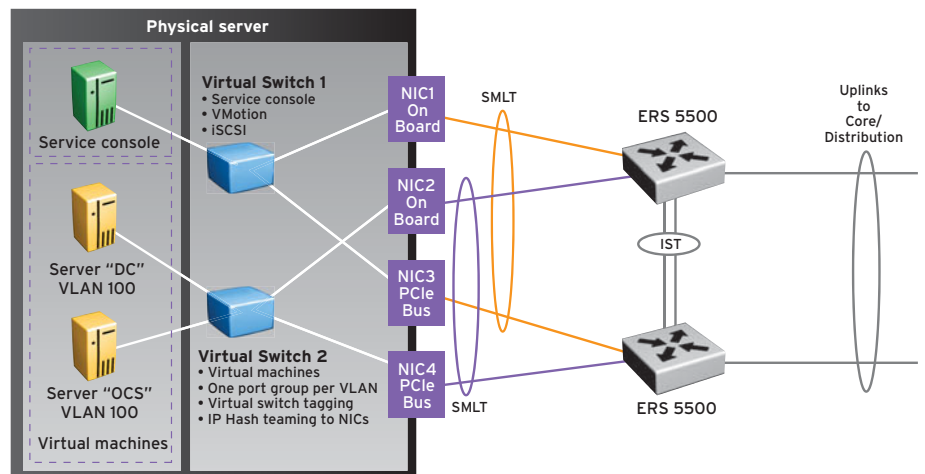 Physical server
Service console
Server “DC”
VLAN 100
Server “OCS”
VLAN 100
Virtual machines
Virtual Switch 1
• Service console
• VMotion
• iSCSI
Virtual Switch 2
• Virtual machines
• One port group per VLAN
• Virtual switch tagging
• IP Hash teaming to NICs
NIC1
On
Board
NIC2
On
Board
NIC3
PCIe
Bus
NIC4
PCIe
Bus
SMLT
SMLT
ERS 5500
IST
ERS 5500
Uplinks
to
Core/
Distribution